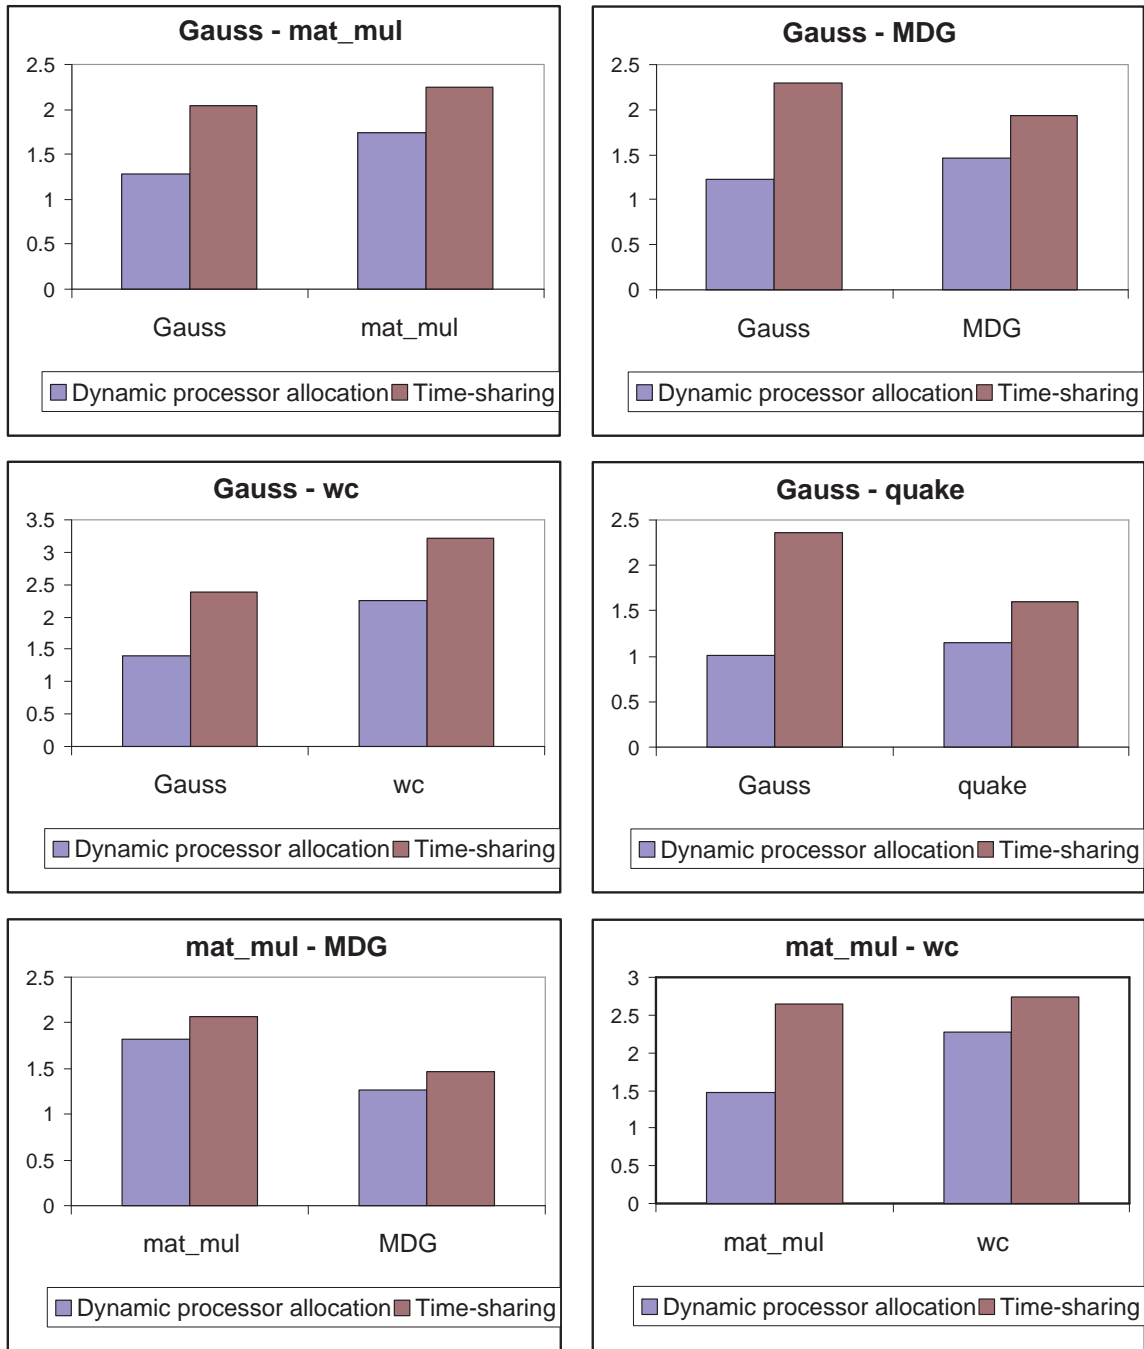 Gauss - mat_mul
2.5
2
1.5
1
0.5
0
Gauss mat_mul
Dynamic processor allocation Time-sharing
Gauss - MDG
2.5
2
1.5
1
0.5
0
Gauss MDG
Dynamic processor allocation Time-sharing
Gauss - wc
3.5
3
2.5
2
1.5
1
0.5
0
Gauss wc
Dynamic processor allocation Time-sharing
Gauss - quake
2.5
2
1.5
1
0.5
0
Gauss quake
Dynamic processor allocation Time-sharing
mat_mul - MDG
2.5
2
1.5
1
0.5
0
mat_mul MDG
Dynamic processor allocation Time-sharing
mat_mul - wc
3
2.5
2
1.5
1
0.5
0
mat_mul wc
Dynamic processor allocation Time-sharing